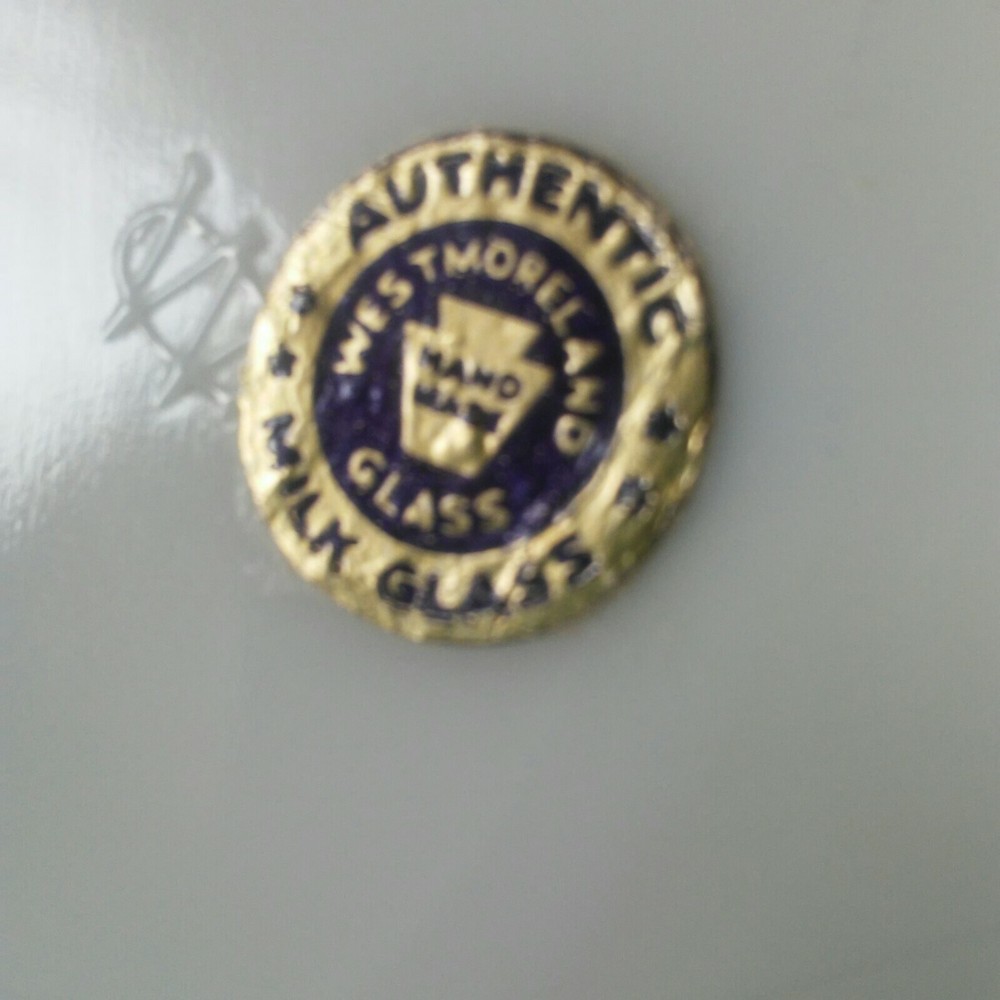 AUTHENTIC
MILK GLASS
WESTMORELAND
GLASS
HAND
MADE